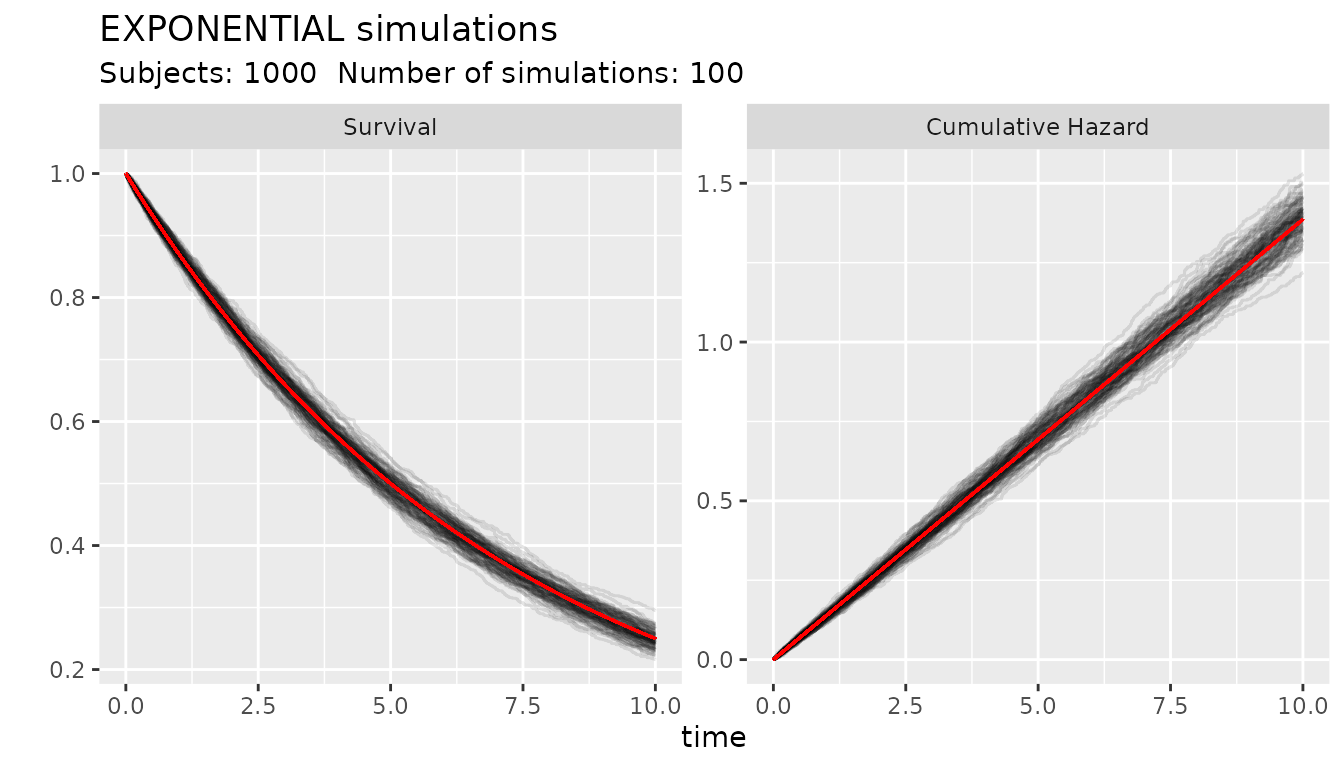 EXPONENTIAL simulations
Subjects: 1000  Number of simulations: 100
Survival
Cumulative Hazard
1.0
0.8
0.6
0.4
0.2
0.0 2.5 5.0 7.5 10.0
1.5
1.0
0.5
0.0
0.0 2.5 5.0 7.5 10.0
time